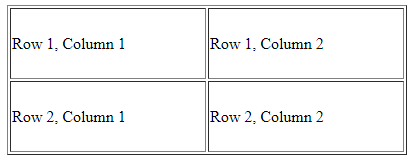 Row 1, Column 1
Row 1, Column 2
Row 2, Column 1
Row 2, Column 2